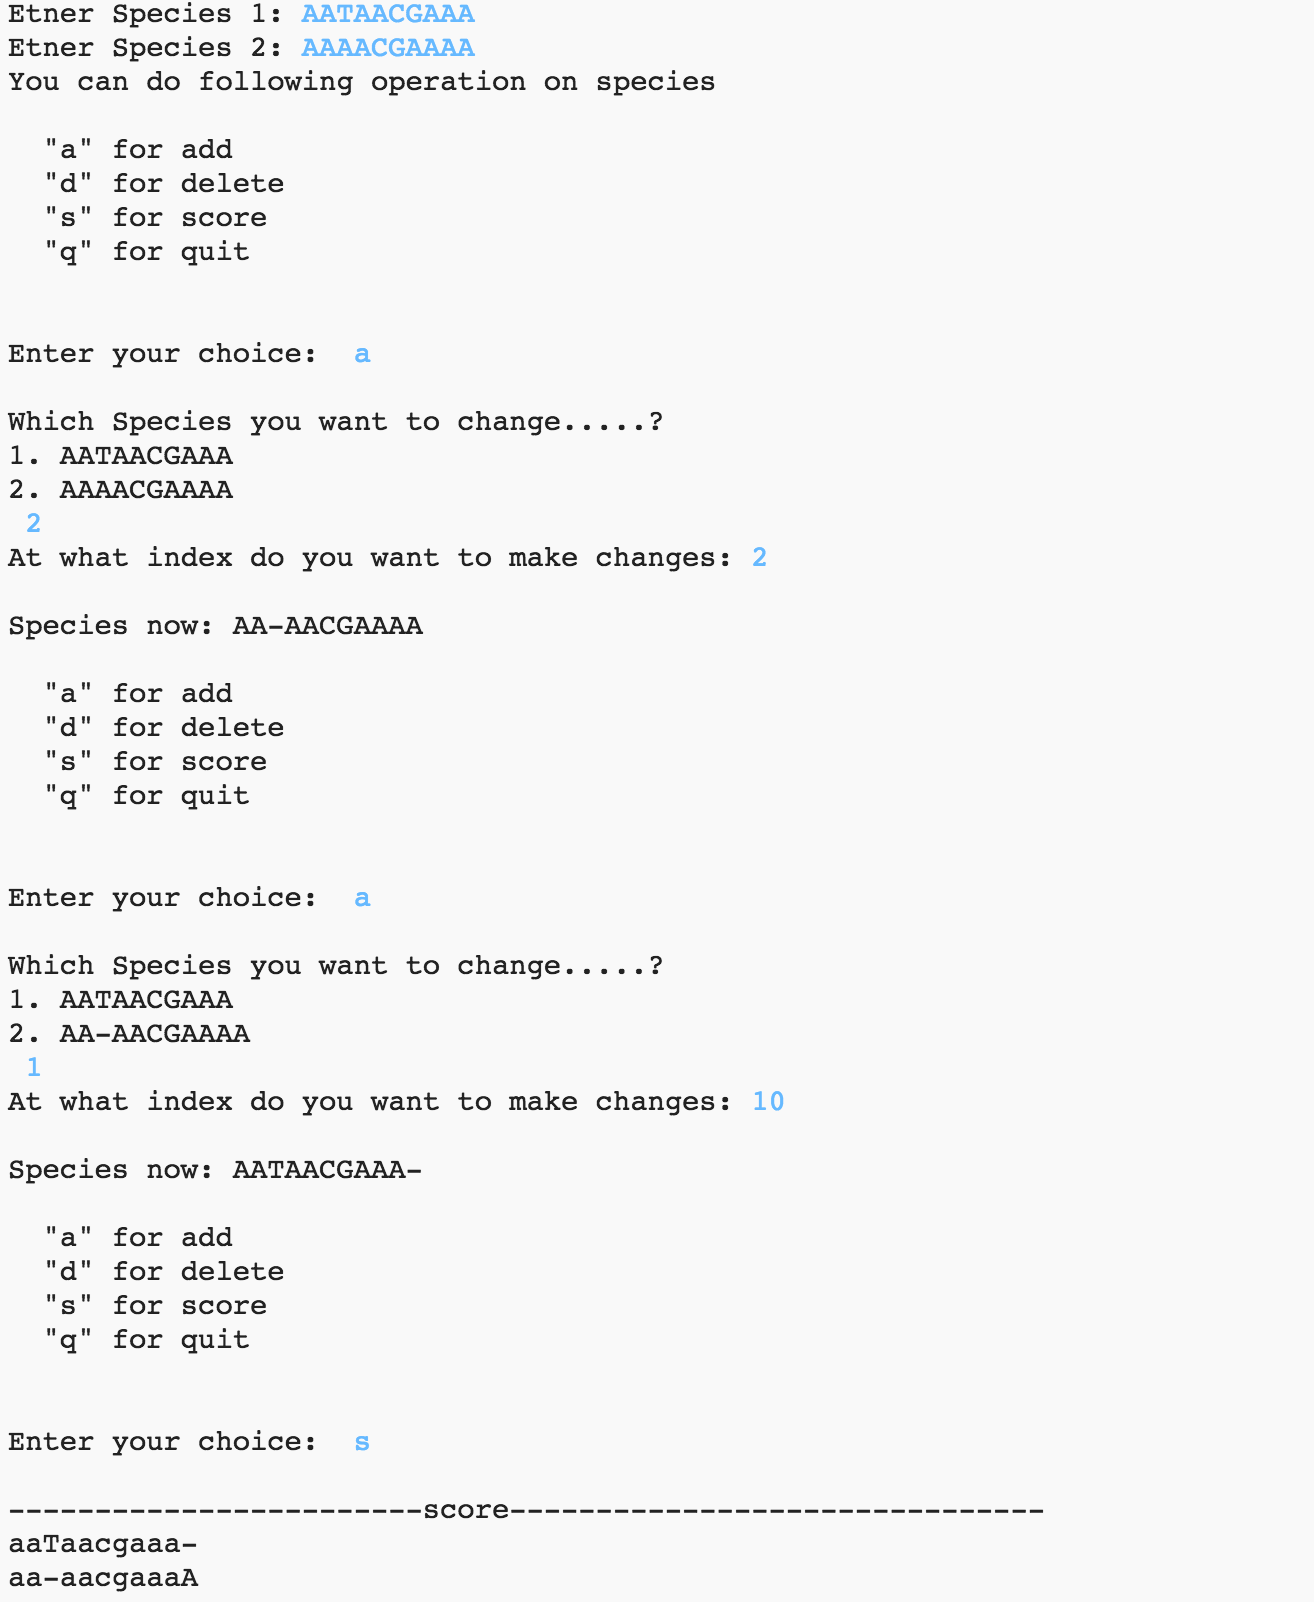 Etner Species 1: AATAACGAAA
Etner Species 2: AAAACGAAAA
You can do following operation on species
"a" for add
"d" for delete
"s" for score
"q" for quit
Enter your choice:  a
Which Species you want to change.....?
1. AATAACGAAA
2. AAAACGAAAA
2
At what index do you want to make changes: 2
Species now: AA-AACGAAAA
"a" for add
"d" for delete
"s" for score
"q" for quit
Enter your choice:  a
Which Species you want to change.....?
1. AATAACGAAA
2. AA-AACGAAAA
1
At what index do you want to make changes: 10
Species now: AATAACGAAA-
"a" for add
"d" for delete
"s" for score
"q" for quit
Enter your choice:  s
------------------------score-------------------------------
aaTaacgaaa-
aa-aacgaaaA